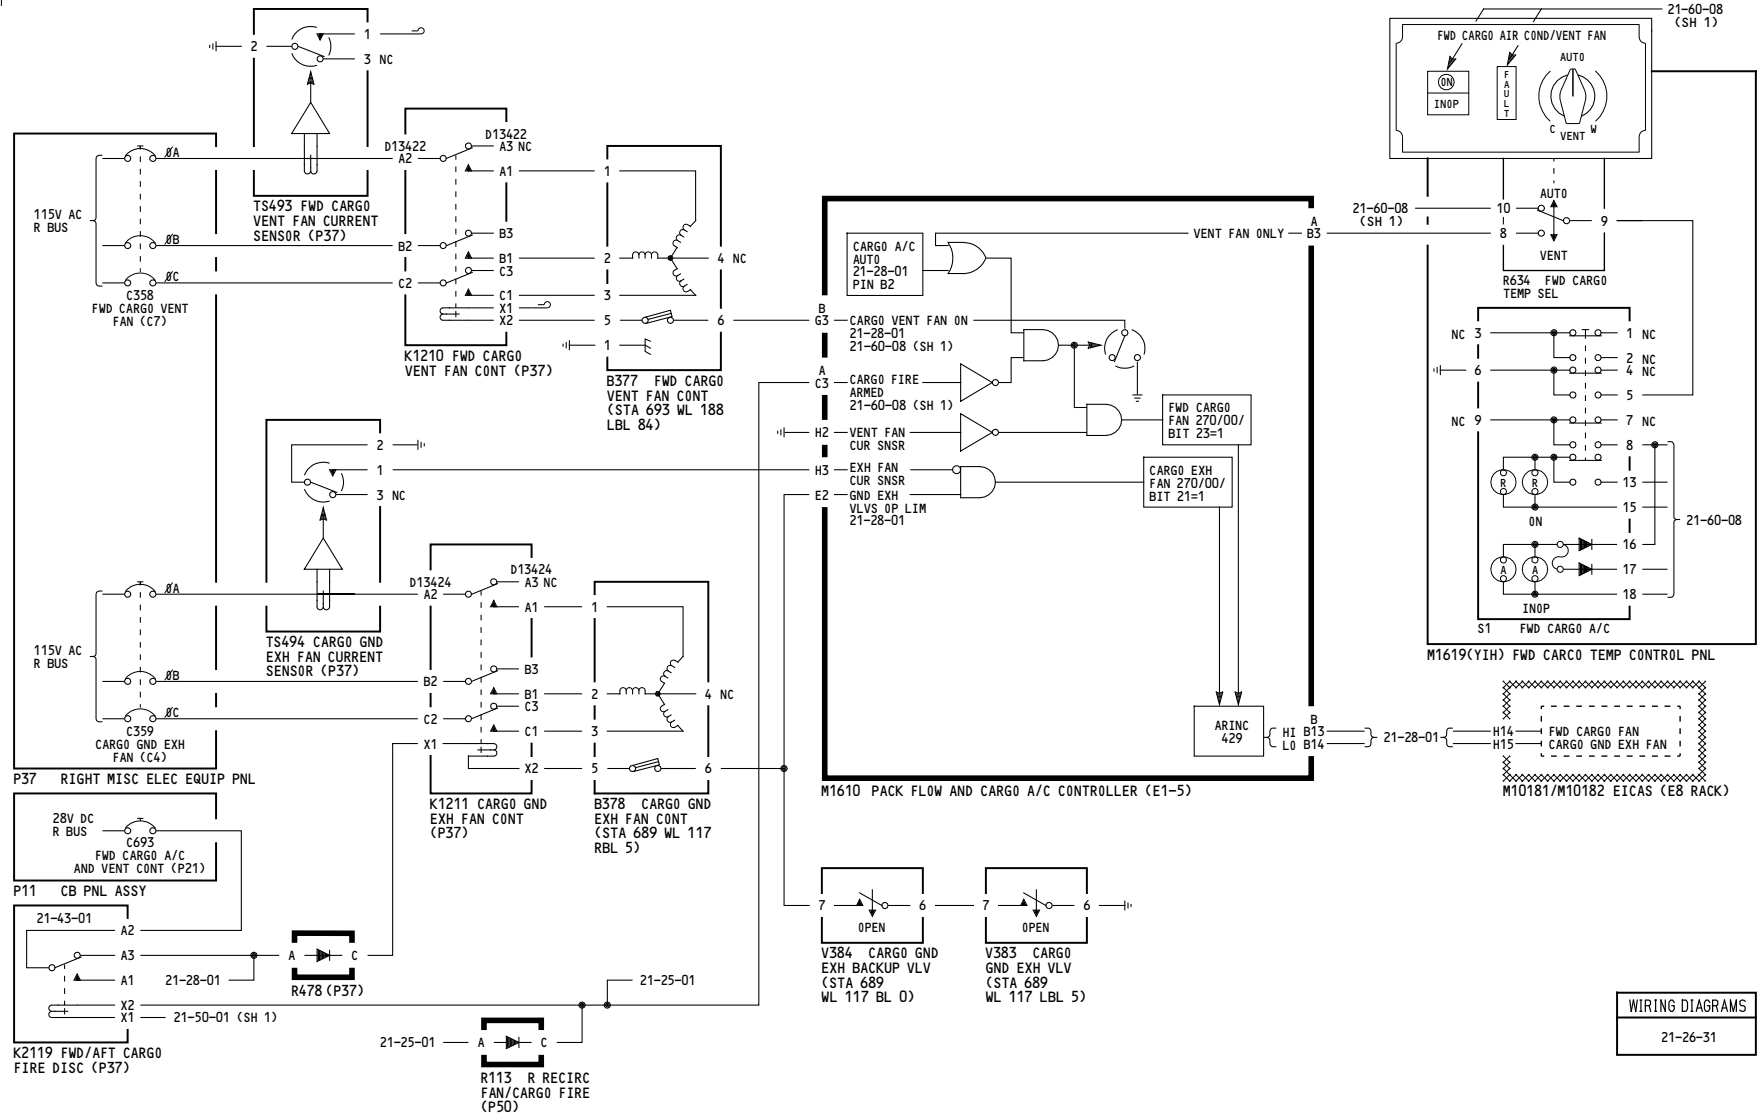 21-60-08
(SH 1)
FWD CARGO AIR COND/VENT FAN
ON
INOP
FAULT
AUTO
C
VENT
W
1
2
3 NC
TS493 FWD CARGO
VENT FAN CURRENT
SENSOR (P37)
115V AC
R BUS
ØA
ØB
ØC
C358
FWD CARGO VENT
FAN (C7)
D13422
A2
D13422
A3 NC
A1
B2
B3
B1
C2
C3
C1
X1
X2
K1210 FWD CARGO
VENT FAN CONT (P37)
1
2
4 NC
3
5
6
1
B377 FWD CARGO
VENT FAN CONT
(STA 693 WL 188
LBL 84)
CARGO A/C
AUTO
21-28-01
PIN B2
VENT FAN ONLY
A
B3
21-60-08
(SH 1)
AUTO
10
9
8
VENT
R634 FWD CARGO
TEMP SEL
B
G3
CARGO VENT FAN ON
21-28-01
21-60-08 (SH 1)
A
C3
CARGO FIRE
ARMED
21-60-08 (SH 1)
H2
VENT FAN
CUR SNSR
H3
EXH FAN
CUR SNSR
E2
GND EXH
VLVS OP LIM
21-28-01
FWD CARGO
FAN 270/00/
BIT 23=1
CARGO EXH
FAN 270/00/
BIT 21=1
NC 3
1 NC
2 NC
6
4 NC
5
NC 9
7 NC
8
R
R
13
15
ON
21-60-08
16
A
A
17
18
INOP
S1 FWD CARGO A/C
M1619(YIH) FWD CARCO TEMP CONTROL PNL
2
1
3 NC
TS494 CARGO GND
EXH FAN CURRENT
SENSOR (P37)
115V AC
R BUS
ØA
ØB
ØC
C359
CARGO GND EXH
FAN (C4)
P37 RIGHT MISC ELEC EQUIP PNL
D13424
A2
D13424
A3 NC
A1
B2
B3
B1
C2
C3
C1
X1
X2
K1211 CARGO GND
EXH FAN CONT
(P37)
1
2
4 NC
3
5
6
B378 CARGO GND
EXH FAN CONT
(STA 689 WL 117
RBL 5)
ARINC
429
B
HI B13
LO B14
21-28-01
H14
H15
FWD CARGO FAN
CARGO GND EXH FAN
M10181/M10182 EICAS (E8 RACK)
M1610 PACK FLOW AND CARGO A/C CONTROLLER (E1-5)
28V DC
R BUS
C693
FWD CARGO A/C
AND VENT CONT (P21)
P11 CB PNL ASSY
21-43-01
A2
A3
A1
21-28-01
X2
X1
21-50-01 (SH 1)
K2119 FWD/AFT CARGO
FIRE DISC (P37)
A
C
R478 (P37)
21-25-01
21-25-01
A
C
R113 R RECIRC
FAN/CARGO FIRE
(P50)
7
6
OPEN
V384 CARGO GND
EXH BACKUP VLV
(STA 689
WL 117 BL 0)
7
6
OPEN
V383 CARGO
GND EXH VLV
(STA 689
WL 117 LBL 5)
WIRING DIAGRAMS
21-26-31